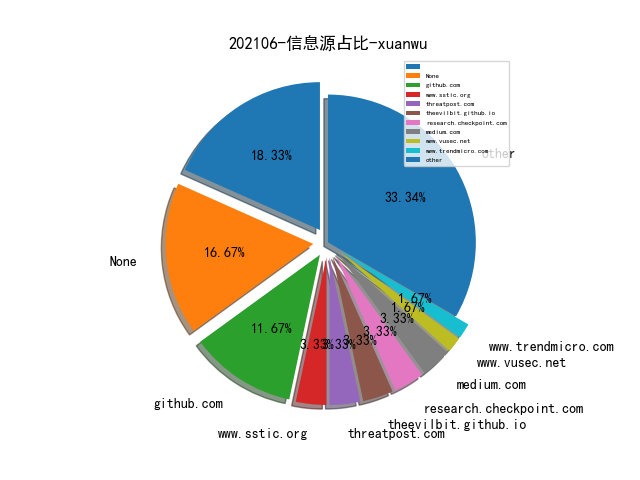 202106-信息源占比-xuanwu
None
github.com
www.sstic.org
threatpost.com
theevilbit.github.io
research.checkpoint.com
medium.com
www.vusec.net
www.trendmicro.com
other
other
18.33%
33.34%
16.67%
None
11.67%
3.33%
3.33%
3.33%
3.33%
3.33%
1.67%
1.67%
www.trendmicro.com
www.vusec.net
medium.com
github.com
research.checkpoint.com
theevilbit.github.io
www.sstic.org
threatpost.com